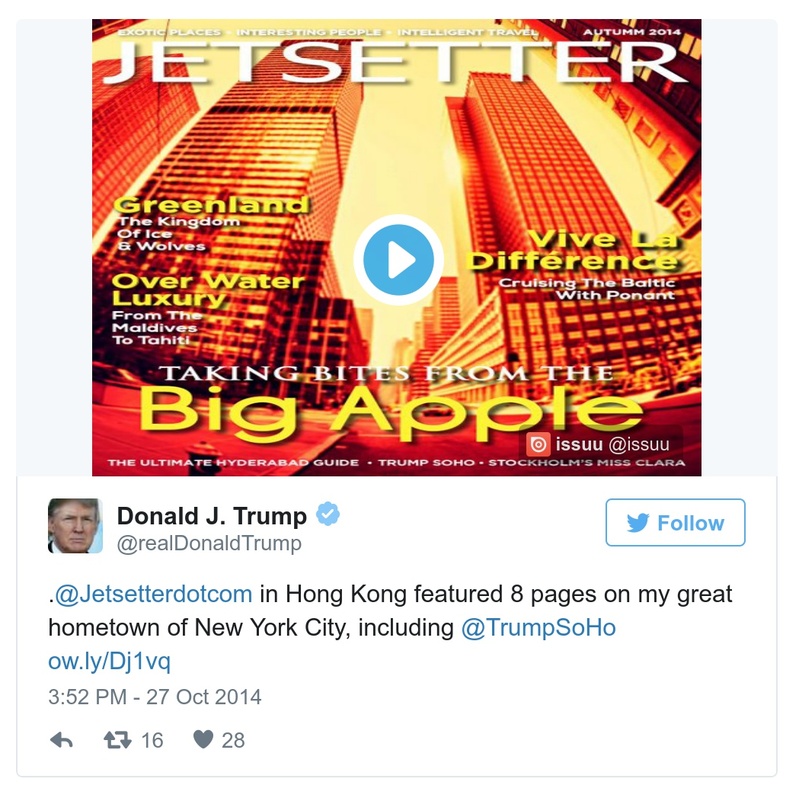 EXOTIC PLACES • INTERESTING PEOPLE • INTELLIGENT TRAVEL
AUTUMN 2014
JETSETTER
Greenland
The Kingdom
Of Ice
& Wolves
Over Water
Luxury
From The
Maldives
To Tahiti
Vive La
Différence
Cruising The Baltic
With Ponant
TAKING BITES FROM THE
Big Apple
issuu @issuu
THE ULTIMATE HYDERABAD GUIDE • TRUMP SOHO • STOCKHOLM'S MISS CLARA
Donald J. Trump
@realDonaldTrump
Follow
.@Jetsetterdotcom in Hong Kong featured 8 pages on my great
hometown of New York City, including @TrumpSoHo
ow.ly/Dj1vq
3:52 PM - 27 Oct 2014
16
28